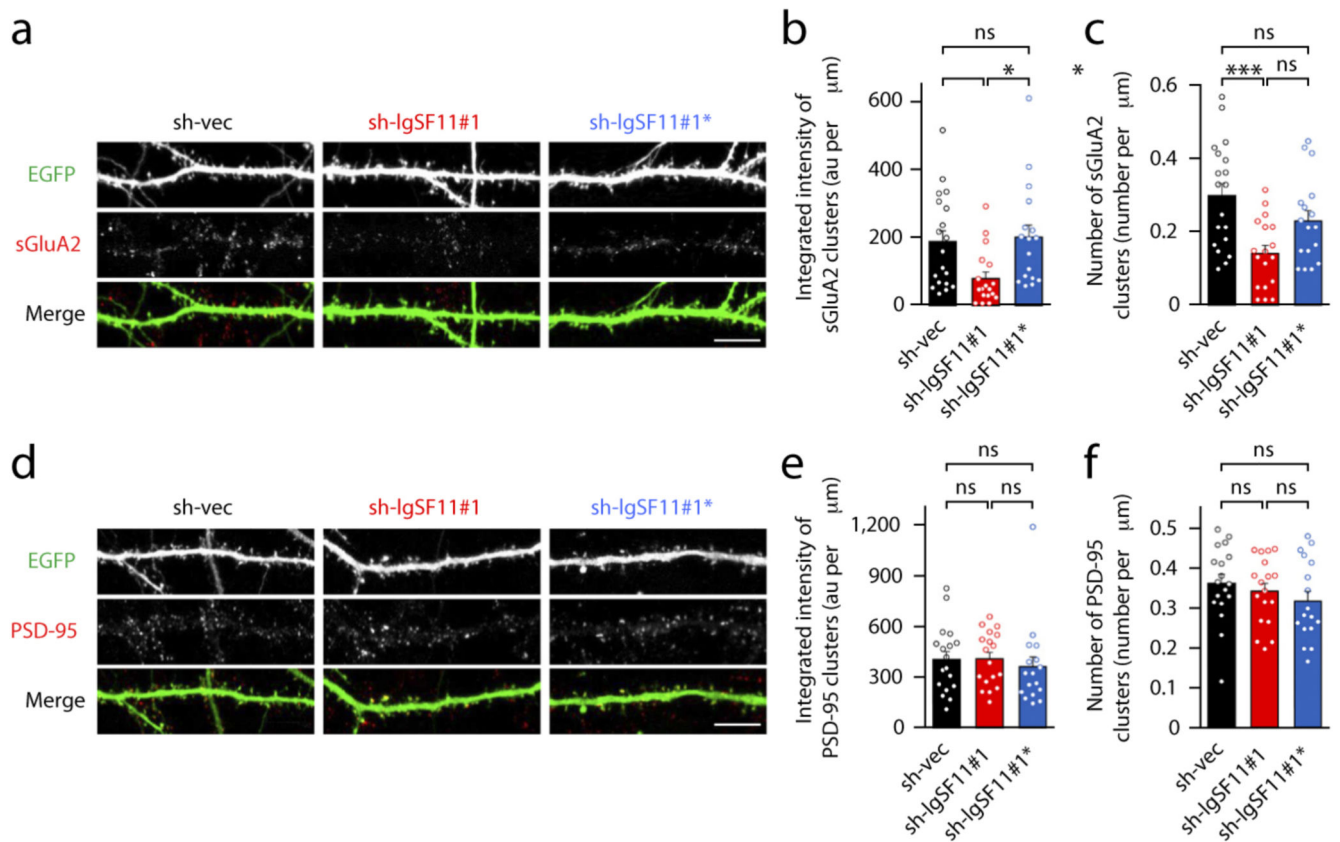 a
sh-vec
sh-IgSF11#1
sh-IgSF11#1*
EGFP
sGluA2
Merge
b
ns
*
*
Integrated intensity of
sGluA2 clusters (au per μm)
600
400
200
0
sh-vec
sh-IgSF11#1
sh-IgSF11#1*
c
ns
***
ns
Number of sGluA2
clusters (number per μm)
0.6
0.4
0.2
0
sh-vec
sh-IgSF11#1
sh-IgSF11#1*
d
sh-vec
sh-IgSF11#1
sh-IgSF11#1*
EGFP
PSD-95
Merge
e
ns
ns
ns
Integrated intensity of
PSD-95 clusters (au per μm)
1,200
900
600
300
0
sh-vec
sh-IgSF11#1
sh-IgSF11#1*
f
ns
ns
ns
Number of PSD-95
clusters (number per μm)
0.5
0.4
0.3
0.2
0.1
0
sh-vec
sh-IgSF11#1
sh-IgSF11#1*